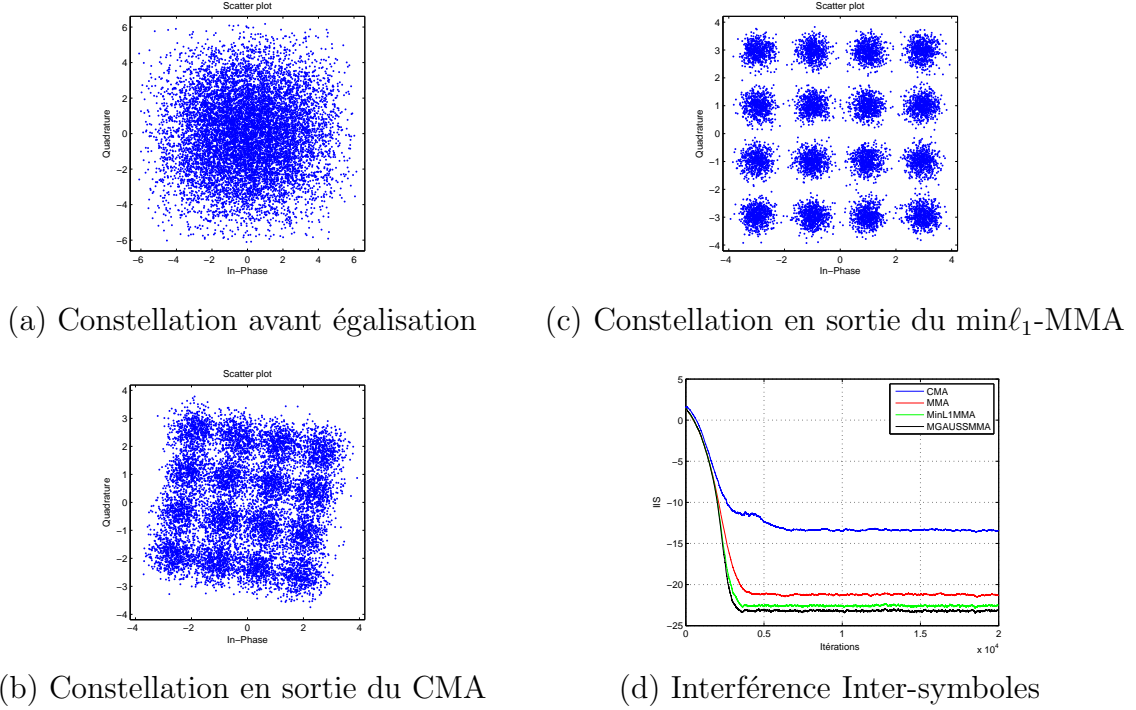 Scatter plot
6
4
2
0
−2
−4
−6
Quadrature
−6 −4 −2 0 2 4 6
In−Phase
(a) Constellation avant égalisation
Scatter plot
4
3
2
1
0
−1
−2
−3
−4
Quadrature
−4 −2 0 2 4
In−Phase
(c) Constellation en sortie du minℓ1-MMA
Scatter plot
4
3
2
1
0
−1
−2
−3
−4
Quadrature
−4 −2 0 2 4
In−Phase
(b) Constellation en sortie du CMA
5
0
−5
−10
−15
−20
−25
IIS
CMA
MMA
MinL1MMA
MGAUSSMMA
0 0.5 1 1.5 2
Itérations
x 10^4
(d) Interférence Inter-symboles